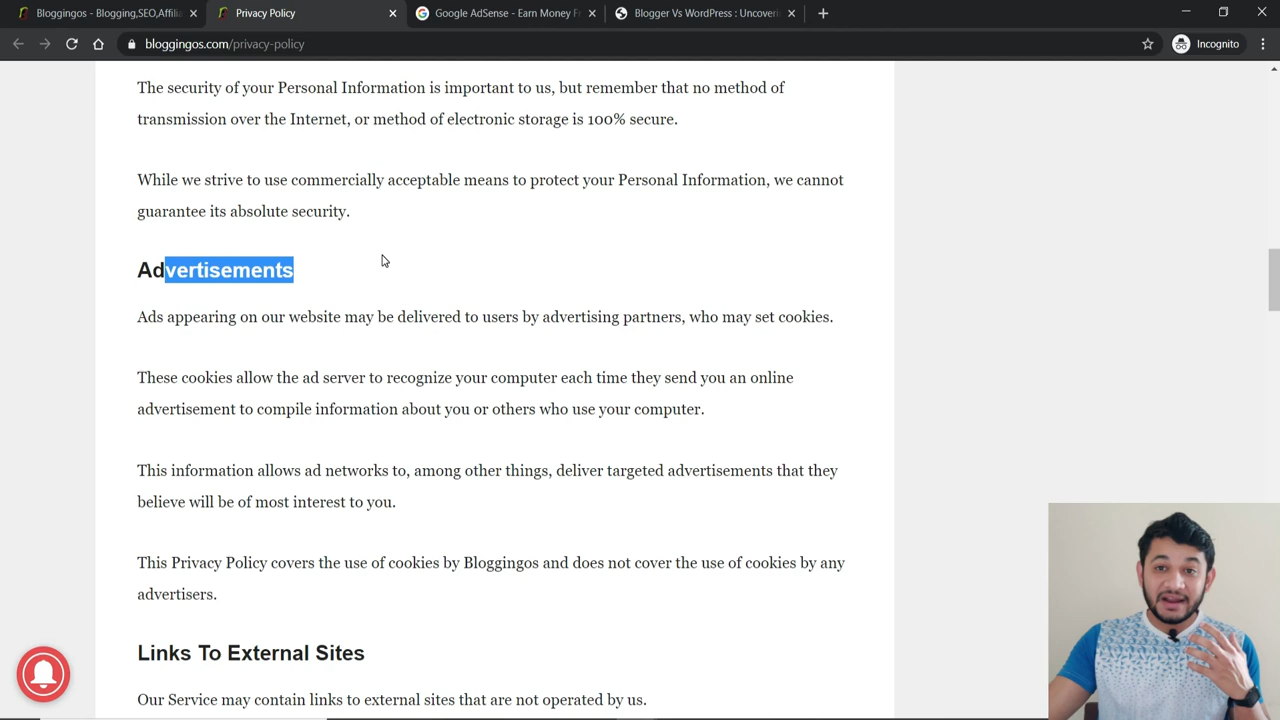 Bloggingos - Blogging,SEO,Affilia
Privacy Policy
Google AdSense - Earn Money F
Blogger Vs WordPress : Uncoveri
bloggingos.com/privacy-policy
Incognito
The security of your Personal Information is important to us, but remember that no method of
transmission over the Internet, or method of electronic storage is 100% secure.
While we strive to use commercially acceptable means to protect your Personal Information, we cannot
guarantee its absolute security.
Advertisements
Ads appearing on our website may be delivered to users by advertising partners, who may set cookies.
These cookies allow the ad server to recognize your computer each time they send you an online
advertisement to compile information about you or others who use your computer.
This information allows ad networks to, among other things, deliver targeted advertisements that they
believe will be of most interest to you.
This Privacy Policy covers the use of cookies by Bloggingos and does not cover the use of cookies by any
advertisers.
Links To External Sites
Our Service may contain links to external sites that are not operated by us.